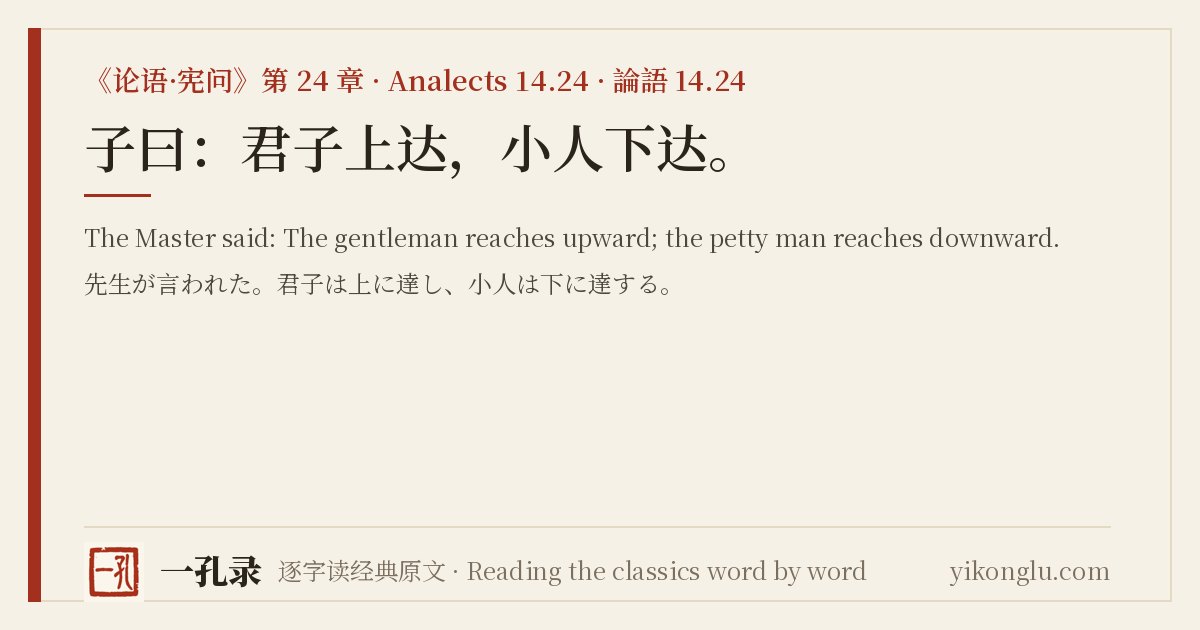 《论语·宪问》第 24 章 · Analects 14.24 · 論語 14.24
子曰：君子上达，小人下达。
The Master said: The gentleman reaches upward; the petty man reaches downward.
先生が言われた。君子は上に達し、小人は下に達する。
一孔
一孔录 逐字读经典原文 · Reading the classics word by word yikonglu.com